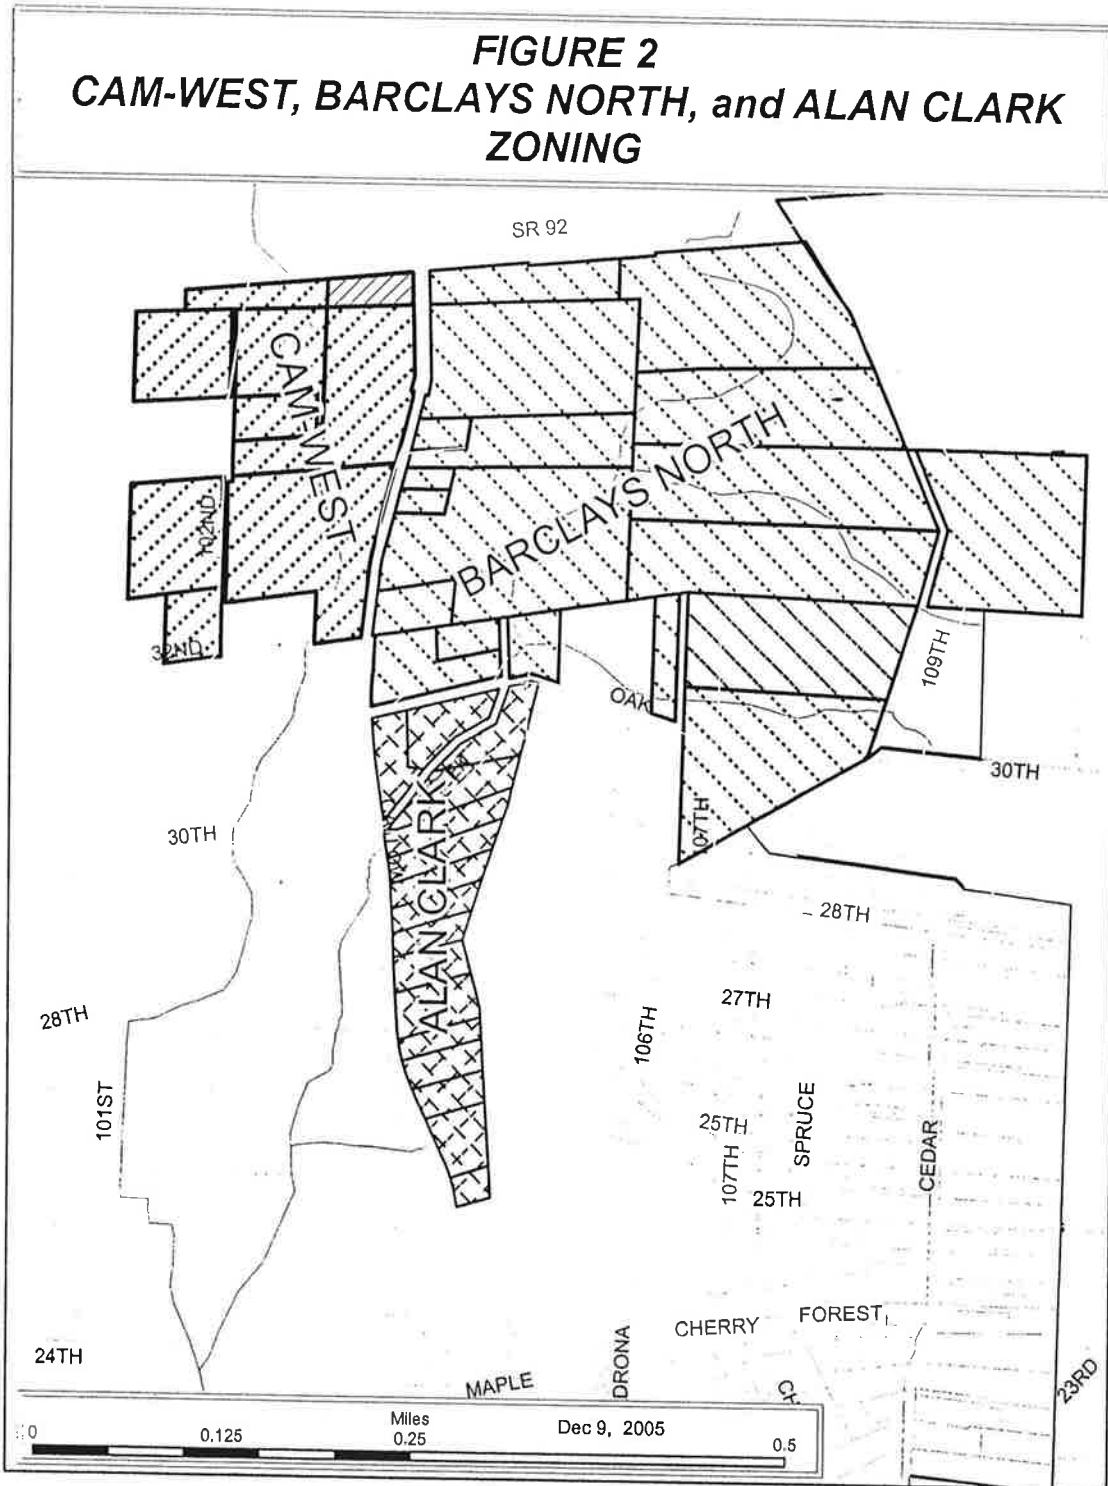 FIGURE 2
CAM-WEST, BARCLAYS NORTH, and ALAN CLARK
ZONING
SR 92
CAM-WEST
BARCLAYS NORTH
102ND
32ND
109TH
OAK
30TH
107TH
30TH
ALAN CLARK
28TH
27TH
28TH
106TH
101ST
25TH
SPRUCE
CEDAR
107TH
25TH
CHERRY
FOREST
24TH
MAPLE
DRONA
23RD
Miles
Dec 9, 2005
0
0.125
0.25
0.5